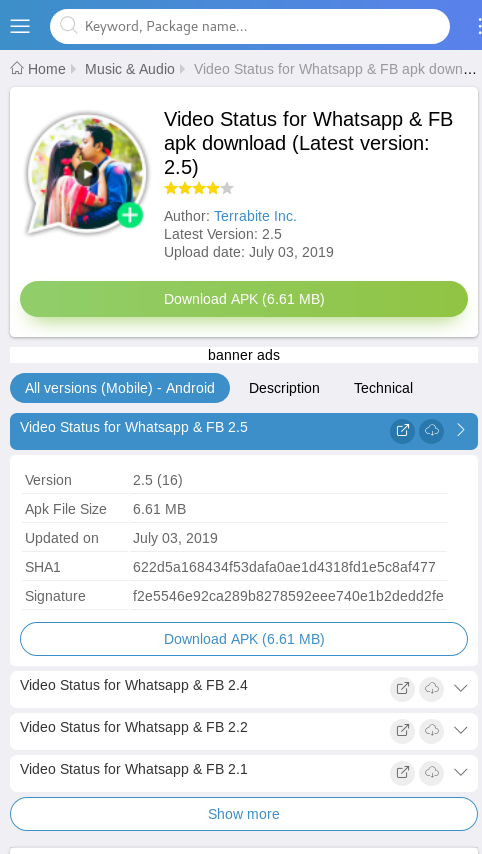 Keyword, Package name...
Home Music & Audio Video Status for Whatsapp & FB apk down...
Video Status for Whatsapp & FB
apk download (Latest version:
2.5)
Author: Terrabite Inc.
Latest Version: 2.5
Upload date: July 03, 2019
Download APK (6.61 MB)
banner ads
All versions (Mobile) - Android Description Technical
Video Status for Whatsapp & FB 2.5
Version 2.5 (16)
Apk File Size 6.61 MB
Updated on July 03, 2019
SHA1 622d5a168434f53dafa0ae1d4318fd1e5c8af477
Signature f2e5546e92ca289b8278592eee740e1b2dedd2fe
Download APK (6.61 MB)
Video Status for Whatsapp & FB 2.4
Video Status for Whatsapp & FB 2.2
Video Status for Whatsapp & FB 2.1
Show more